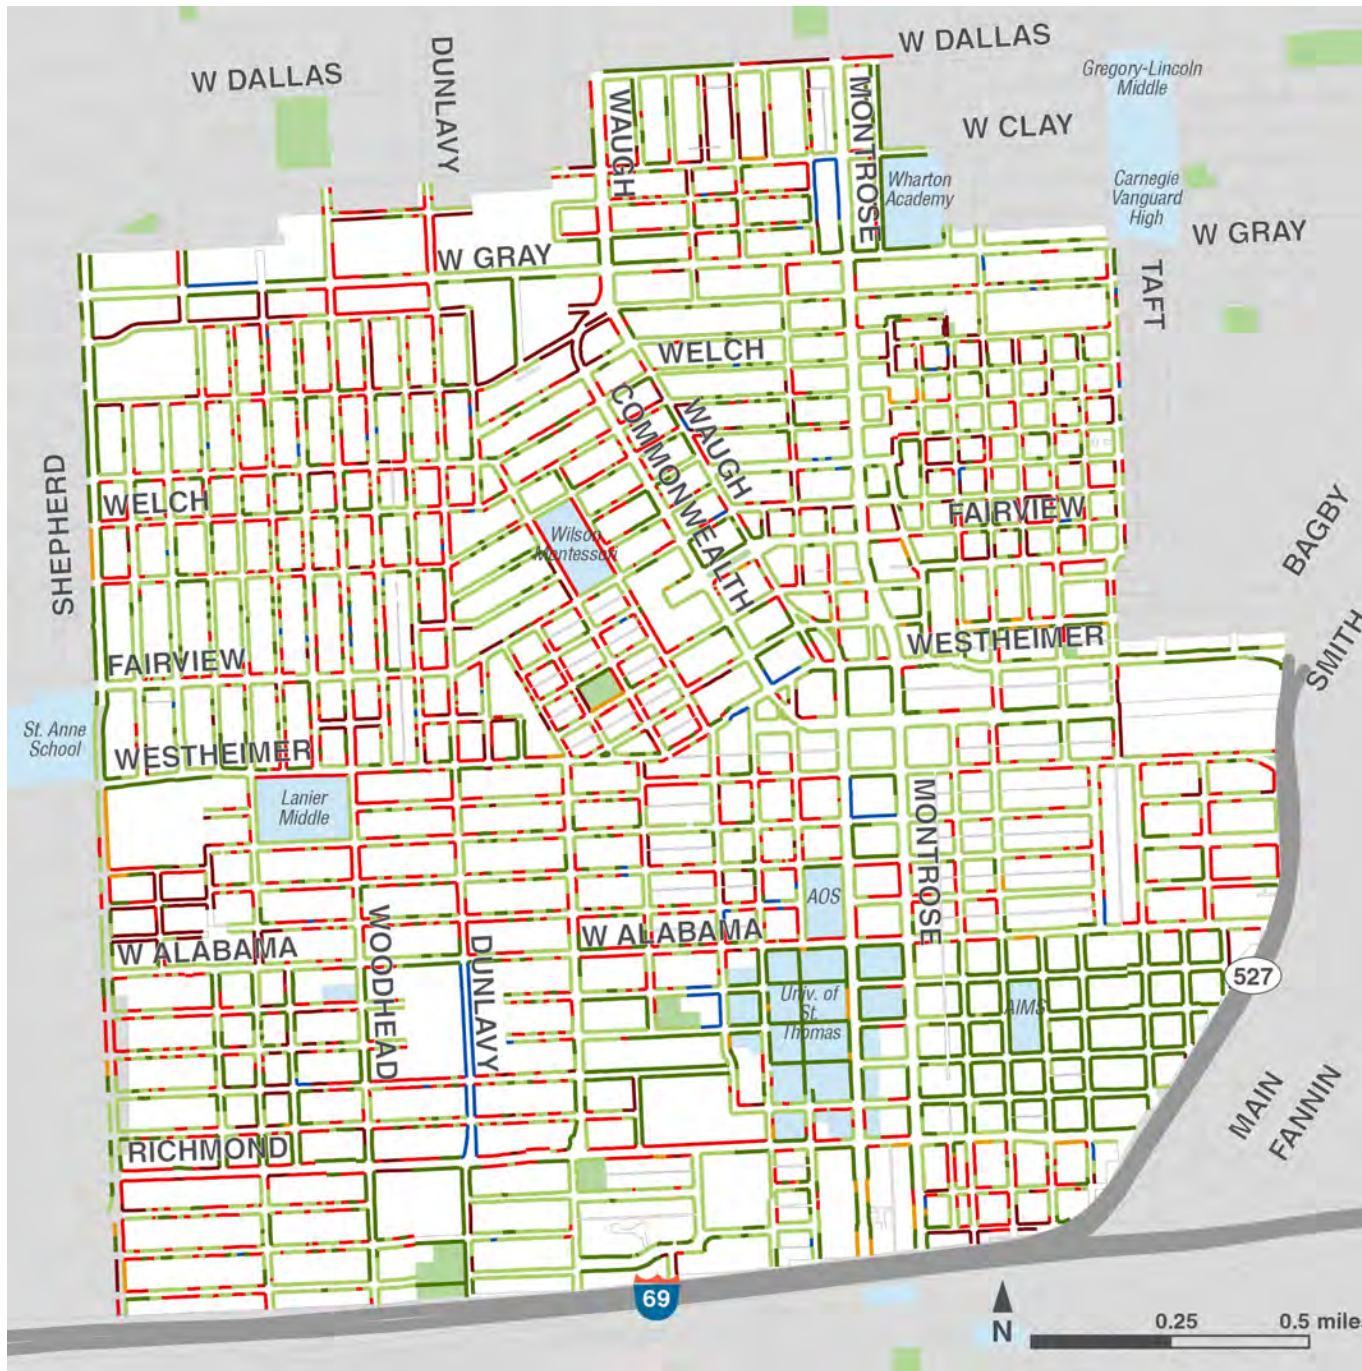 W DALLAS
DUNLAVY
W DALLAS
Gregory-Lincoln
Middle
WAUGH
MONTROSE
W CLAY
Wharton
Academy
Carnegie
Vanguard
High
W GRAY
W GRAY
TAFT
WELCH
COMMONWEALTH
WAUGH
SHEPHERD
WELCH
FAIRVIEW
BAGBY
Wilson
Montessori
SMITH
FAIRVIEW
WESTHEIMER
St. Anne
School
WESTHEIMER
Lanier
Middle
MONTROSE
AOS
WOODHEAD
DUNLAVY
W ALABAMA
W ALABAMA
527
Univ. of
St.
Thomas
AIMS
MAIN
FANNIN
RICHMOND
69
N
0.25
0.5 miles